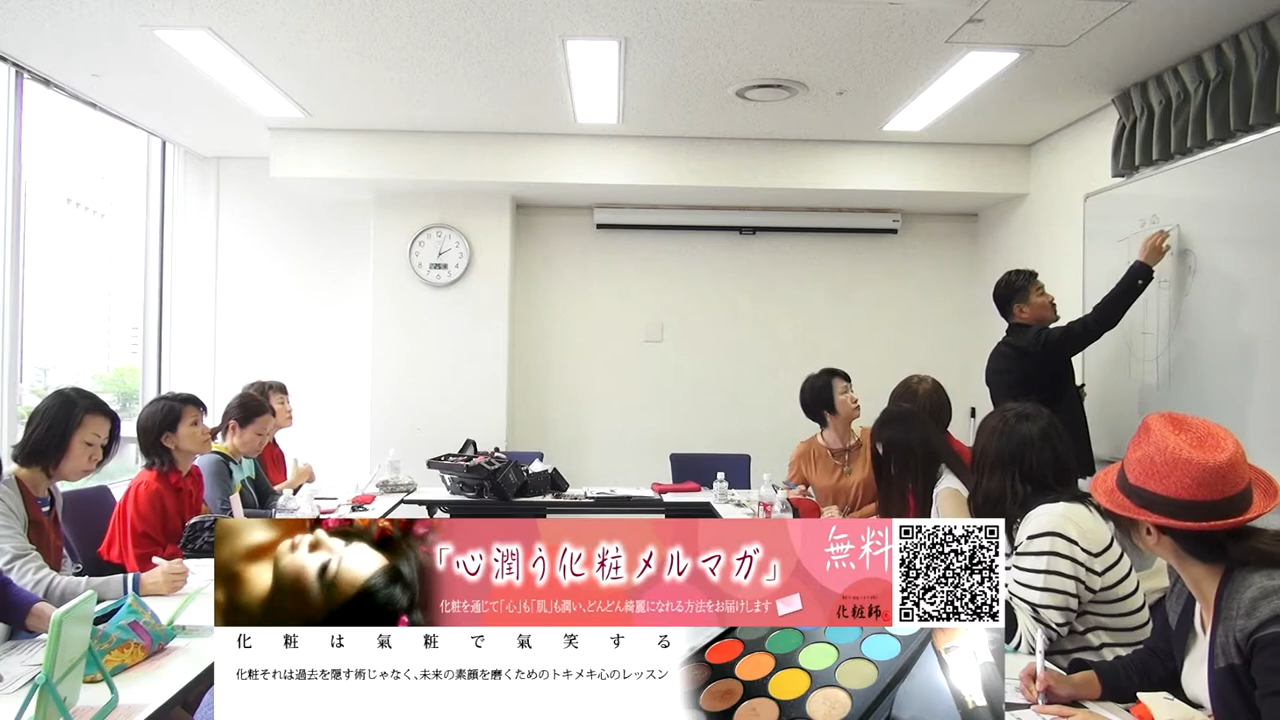 「心潤う化粧メルマガ」
無料
化粧を通じて「心」も「肌」も潤い、どんどん綺麗になれる方法をお届けします
化粧師
化粧は氣粧で氣笑する
化粧それは過去を隠す術じゃなく、未来の素顔を磨くためのトキメキ心のレッスン